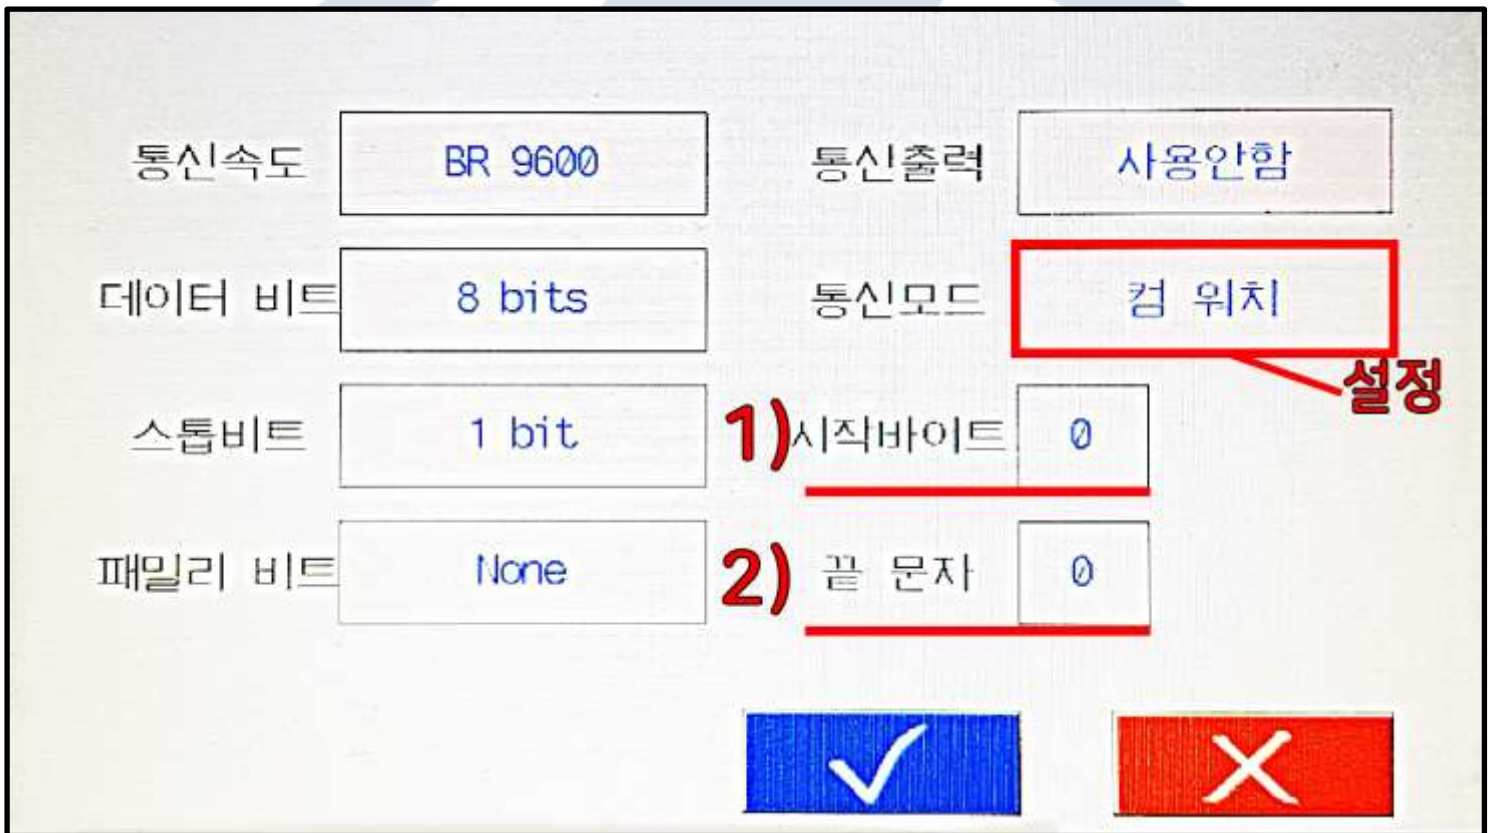 통신속도 BR 9600 통신출력 사용안함
데이터 비트 8 bits 통신모드 컴 위치
설정
스톱비트 1 bit 1) 시작바이트 0
패밀리 비트 None 2) 끝 문자 0